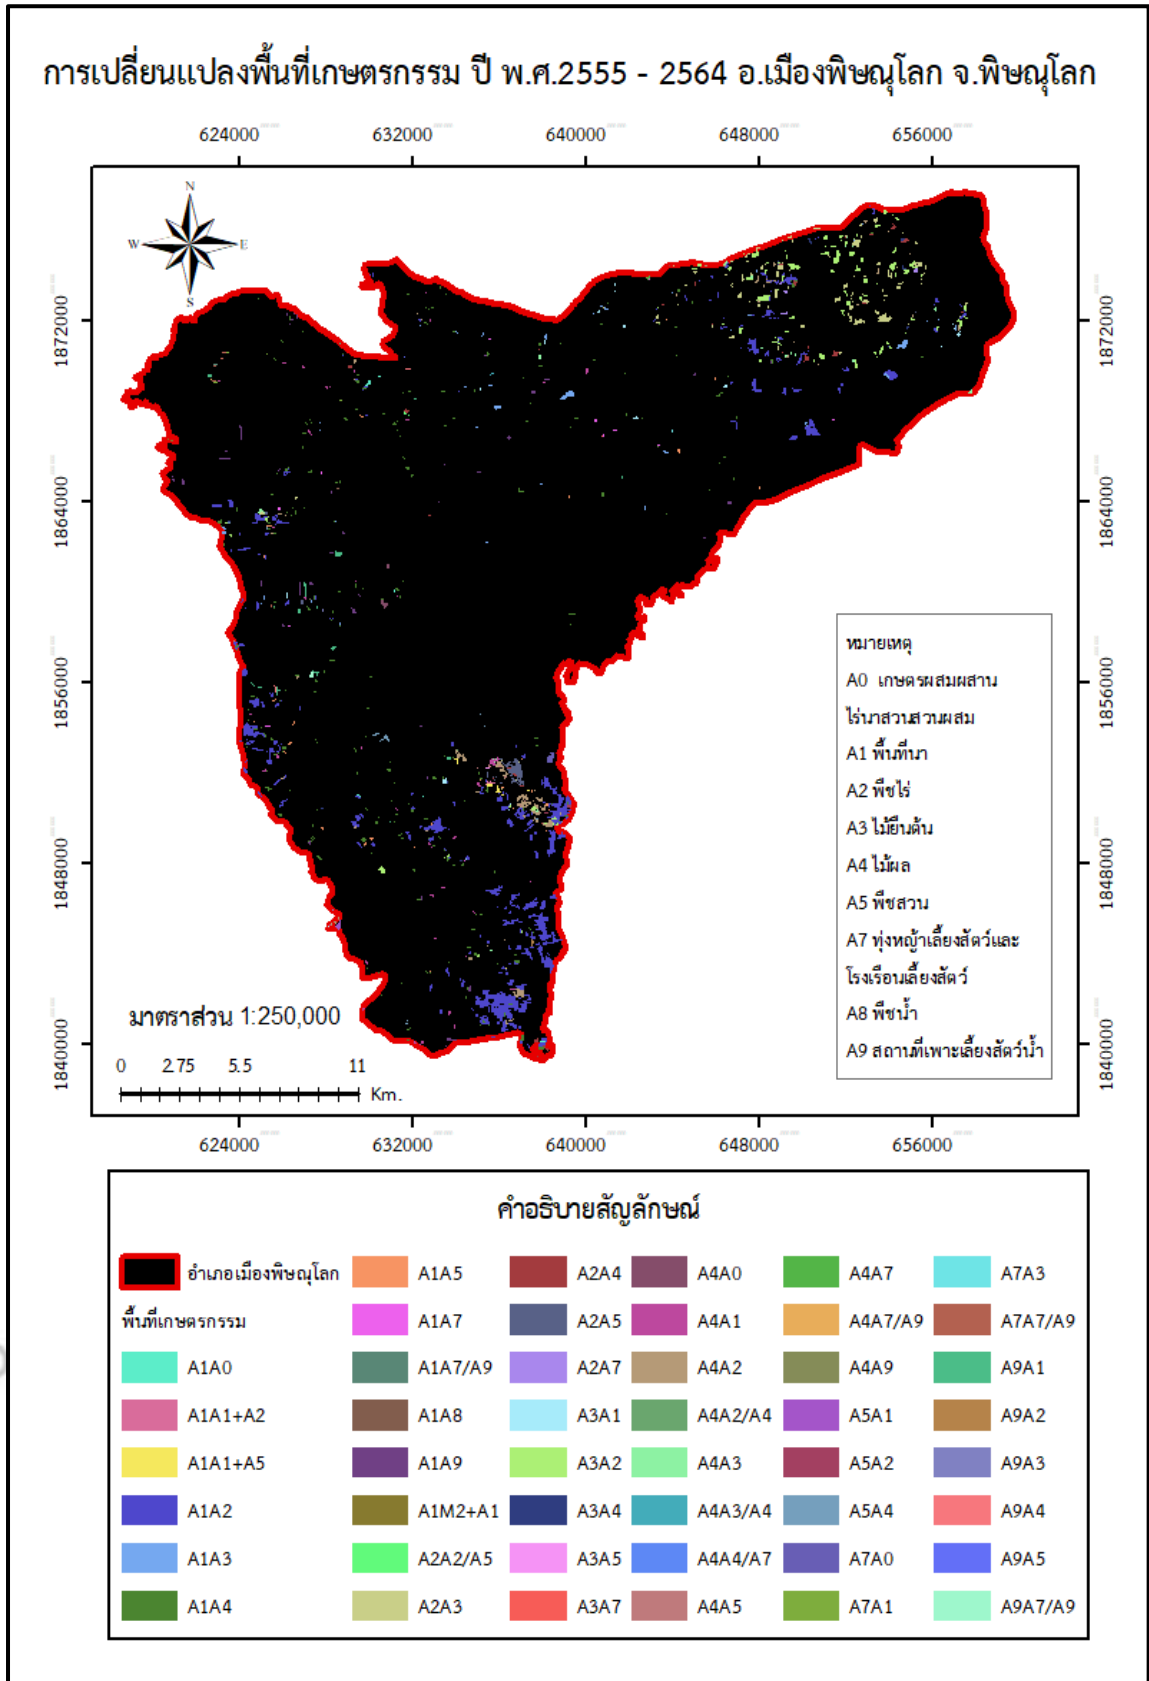 การเปลี่ยนแปลงพื้นที่เกษตรกรรม ปี พ.ศ.2555 - 2564 อ.เมืองพิษณุโลก จ.พิษณุโลก
624000 632000 640000 648000 656000
N
W E
S
1872000 1872000
1864000 1864000
1856000 1856000
1848000 1848000
1840000 1840000
หมายเหตุ
A0 เกษตรผสมผสาน
ไร่นาสวนสวนผสม
A1 พื้นที่นา
A2 พืชไร่
A3 ไม้ยืนต้น
A4 ไม้ผล
A5 พืชสวน
A7 ทุ่งหญ้าเลี้ยงสัตว์และ
โรงเรือนเลี้ยงสัตว์
A8 พืชน้ำ
A9 สถานที่เพาะเลี้ยงสัตว์น้ำ
มาตราส่วน 1:250,000
0 2.75 5.5 11
Km.
624000 632000 640000 648000 656000
คำอธิบายสัญลักษณ์
อำเภอเมืองพิษณุโลก A1A5 A2A4 A4A0 A4A7 A7A3
พื้นที่เกษตรกรรม A1A7 A2A5 A4A1 A4A7/A9 A7A7/A9
A1A0 A1A7/A9 A2A7 A4A2 A4A9 A9A1
A1A1+A2 A1A8 A3A1 A4A2/A4 A5A1 A9A2
A1A1+A5 A1A9 A3A2 A4A3 A5A2 A9A3
A1A2 A1M2+A1 A3A4 A4A3/A4 A5A4 A9A4
A1A3 A2A2/A5 A3A5 A4A4/A7 A7A0 A9A5
A1A4 A2A3 A3A7 A4A5 A7A1 A9A7/A9